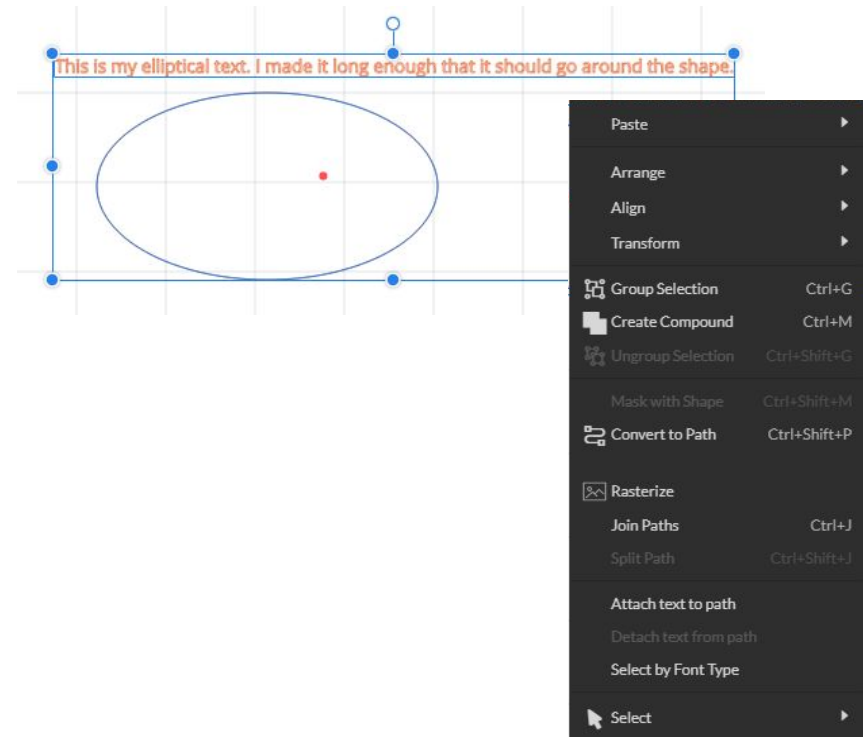 This is my elliptical text. I made it long enough that it should go around the shape.
Paste
Arrange
Align
Transform
Group Selection Ctrl+G
Create Compound Ctrl+M
Ungroup Selection Ctrl+Shift+G
Mask with Shape Ctrl+Shift+M
Convert to Path Ctrl+Shift+P
Rasterize
Join Paths Ctrl+J
Split Path Ctrl+Shift+J
Attach text to path
Detach text from path
Select by Font Type
Select